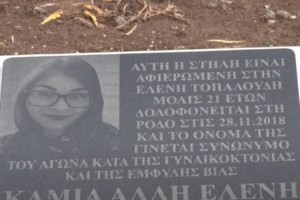 ΑΥΤΗ Η ΣΤΗΛΗ ΕΙΝΑΙ
ΑΦΙΕΡΩΜΕΝΗ ΣΤΗΝ
ΕΛΕΝΗ ΤΟΠΑΛΟΥΔΗ
ΜΟΛΙΣ 21 ΕΤΩΝ
ΔΟΛΟΦΟΝΕΙΤΑΙ ΣΤΗ
ΡΟΔΟ ΣΤΙΣ 28.11.2018
ΚΑΙ ΤΟ ΟΝΟΜΑ ΤΗΣ
ΓΙΝΕΤΑΙ ΣΥΝΩΝΥΜΟ
ΤΟΥ ΑΓΩΝΑ ΚΑΤΑ ΤΗΣ ΓΥΝΑΙΚΟΚΤΟΝΙΑΣ
ΚΑΙ ΤΗΣ ΕΜΦΥΛΗΣ ΒΙΑΣ
ΚΑΜΙΑ ΑΛΛΗ ΕΛΕΝΗ